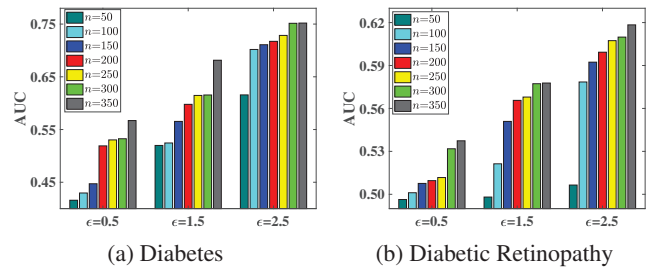 0.75
0.65
0.55
0.45
AUC
n=50
n=100
n=150
n=200
n=250
n=300
n=350
ϵ=0.5
ϵ=1.5
ϵ=2.5
(a) Diabetes
0.62
0.59
0.56
0.53
0.50
AUC
n=50
n=100
n=150
n=200
n=250
n=300
n=350
ϵ=0.5
ϵ=1.5
ϵ=2.5
(b) Diabetic Retinopathy